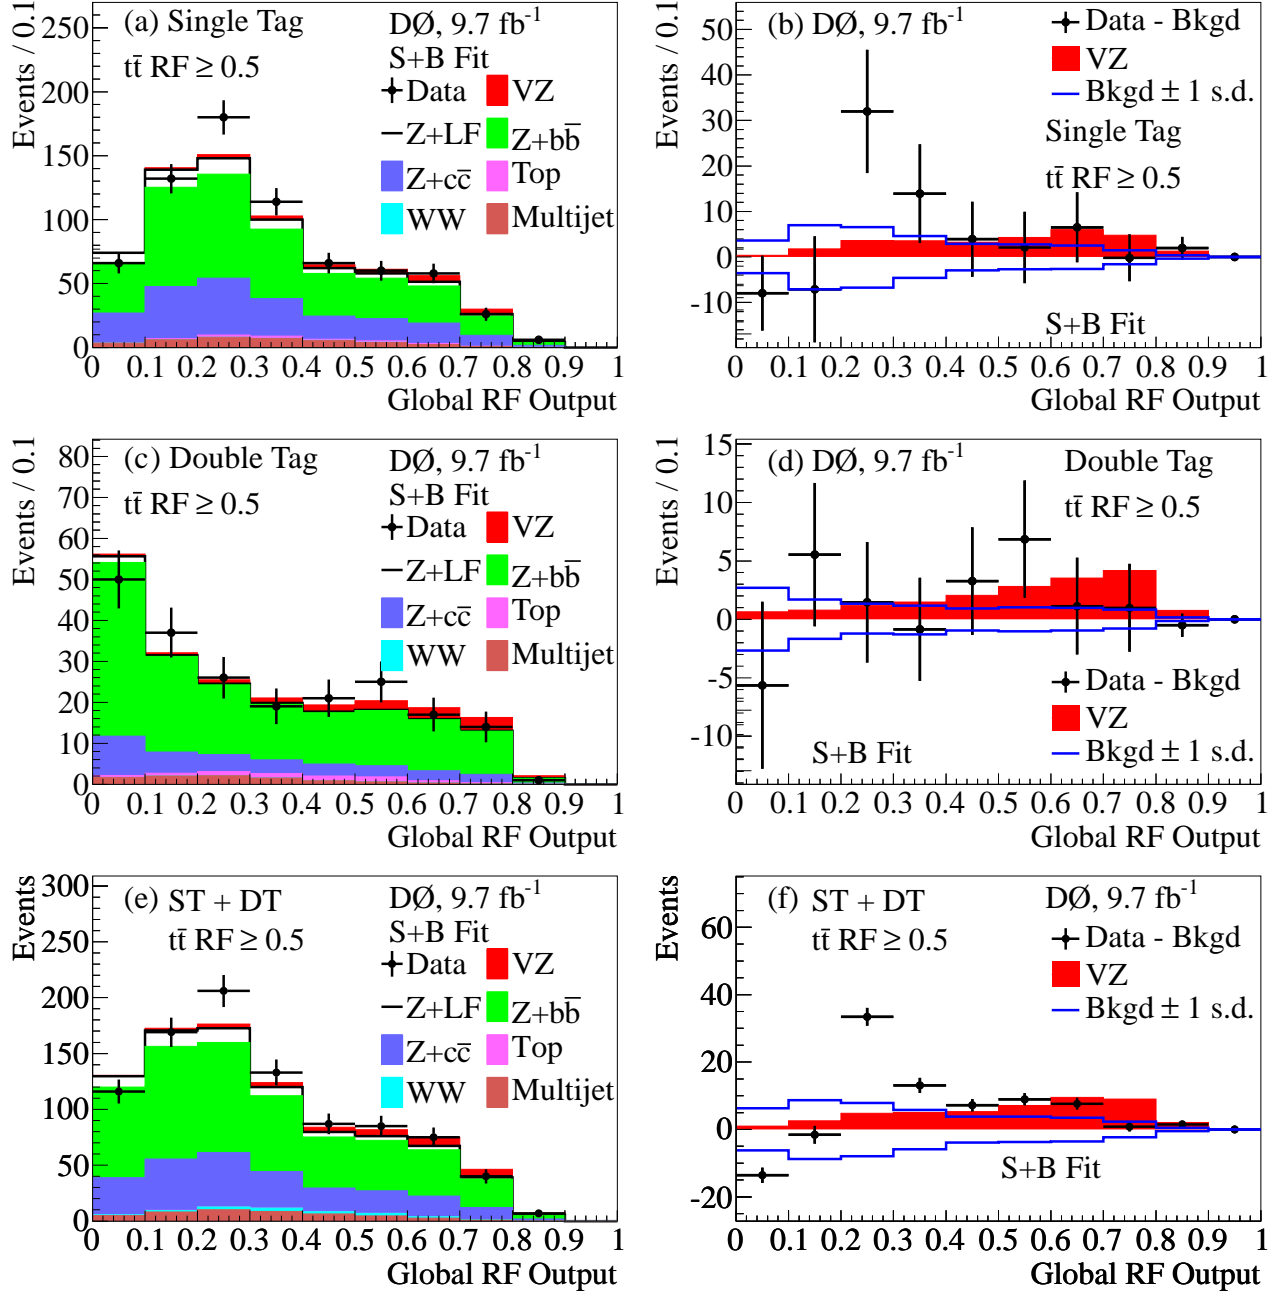 (a) Single Tag
tt̄ RF ≥ 0.5
DØ, 9.7 fb⁻¹
S+B Fit
Data
VZ
Z+LF
Z+bb̄
Z+cc̄
Top
WW
Multijet
Events / 0.1
250
200
150
100
50
0
0 0.1 0.2 0.3 0.4 0.5 0.6 0.7 0.8 0.9 1
Global RF Output
(b) DØ, 9.7 fb⁻¹
Data - Bkgd
VZ
Bkgd ± 1 s.d.
Single Tag
tt̄ RF ≥ 0.5
S+B Fit
Events / 0.1
50
40
30
20
10
0
-10
0 0.1 0.2 0.3 0.4 0.5 0.6 0.7 0.8 0.9 1
Global RF Output
(c) Double Tag
tt̄ RF ≥ 0.5
DØ, 9.7 fb⁻¹
S+B Fit
Data
VZ
Z+LF
Z+bb̄
Z+cc̄
Top
WW
Multijet
Events / 0.1
80
70
60
50
40
30
20
10
0
0 0.1 0.2 0.3 0.4 0.5 0.6 0.7 0.8 0.9 1
Global RF Output
(d) DØ, 9.7 fb⁻¹
Double Tag
tt̄ RF ≥ 0.5
Data - Bkgd
VZ
Bkgd ± 1 s.d.
S+B Fit
Events / 0.1
15
10
5
0
-5
-10
0 0.1 0.2 0.3 0.4 0.5 0.6 0.7 0.8 0.9 1
Global RF Output
(e) ST + DT
tt̄ RF ≥ 0.5
DØ, 9.7 fb⁻¹
S+B Fit
Data
VZ
Z+LF
Z+bb̄
Z+cc̄
Top
WW
Multijet
Events
300
250
200
150
100
50
0
0 0.1 0.2 0.3 0.4 0.5 0.6 0.7 0.8 0.9 1
Global RF Output
(f) ST + DT
tt̄ RF ≥ 0.5
DØ, 9.7 fb⁻¹
Data - Bkgd
VZ
Bkgd ± 1 s.d.
S+B Fit
Events
60
40
20
0
-20
0 0.1 0.2 0.3 0.4 0.5 0.6 0.7 0.8 0.9 1
Global RF Output